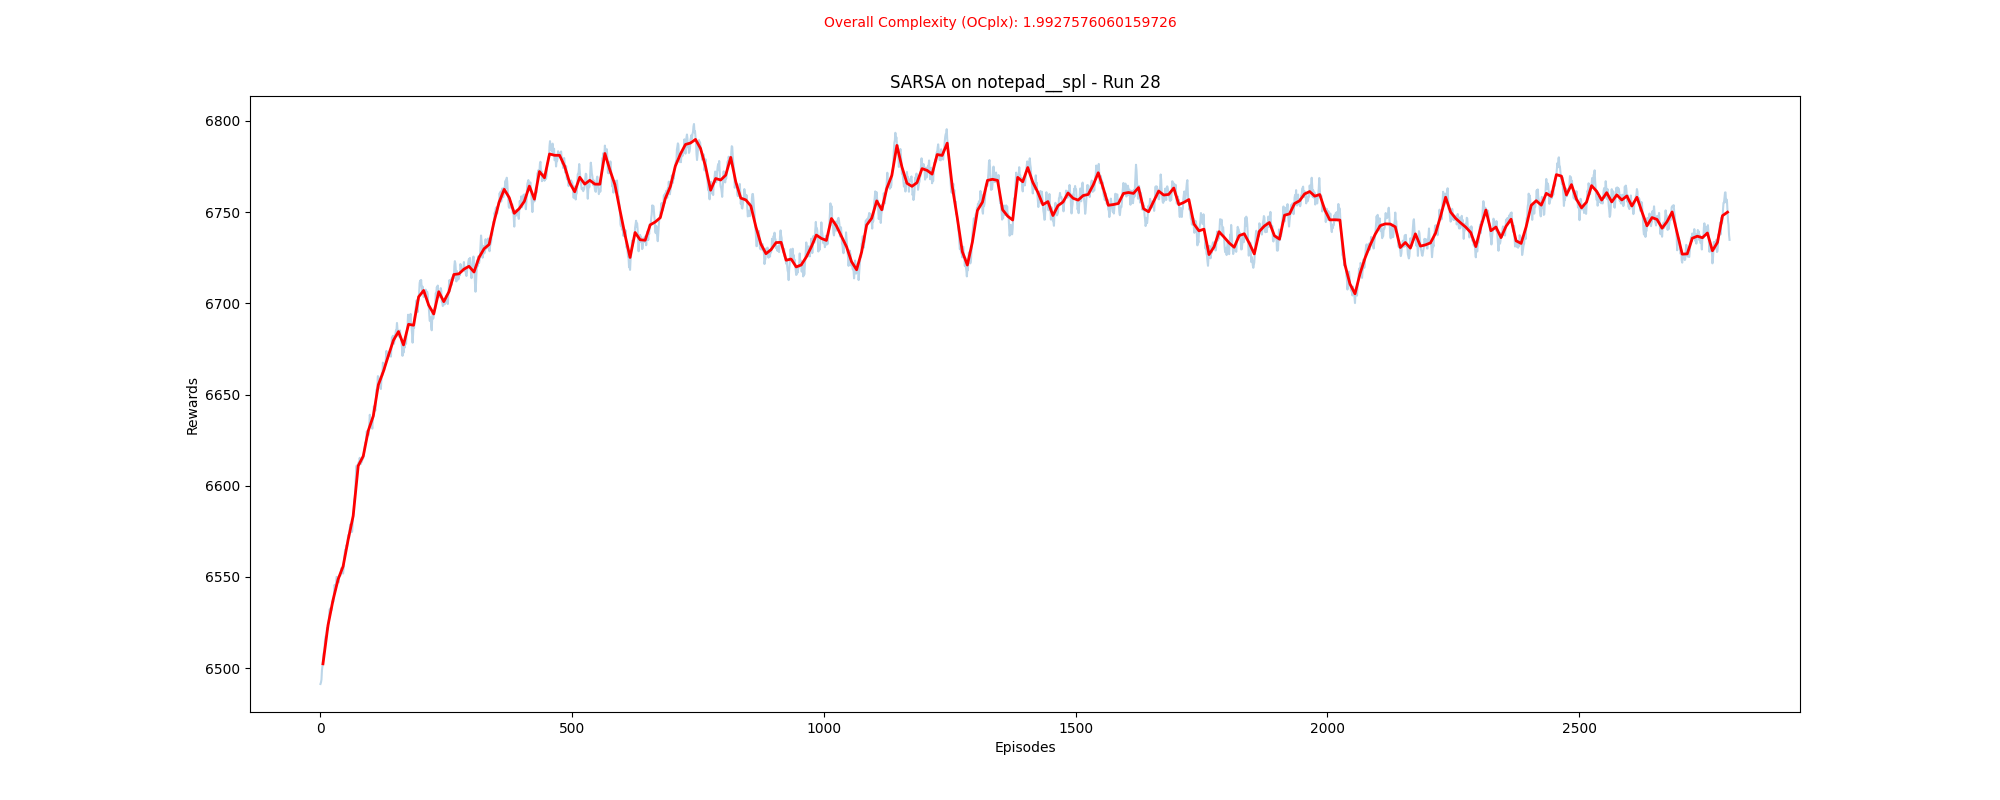 Overall Complexity (OCplx): 1.9927576060159726
SARSA on notepad__spl - Run 28
6800
6750
6700
6650
6600
6550
6500
Rewards
0 500 1000 1500 2000 2500
Episodes